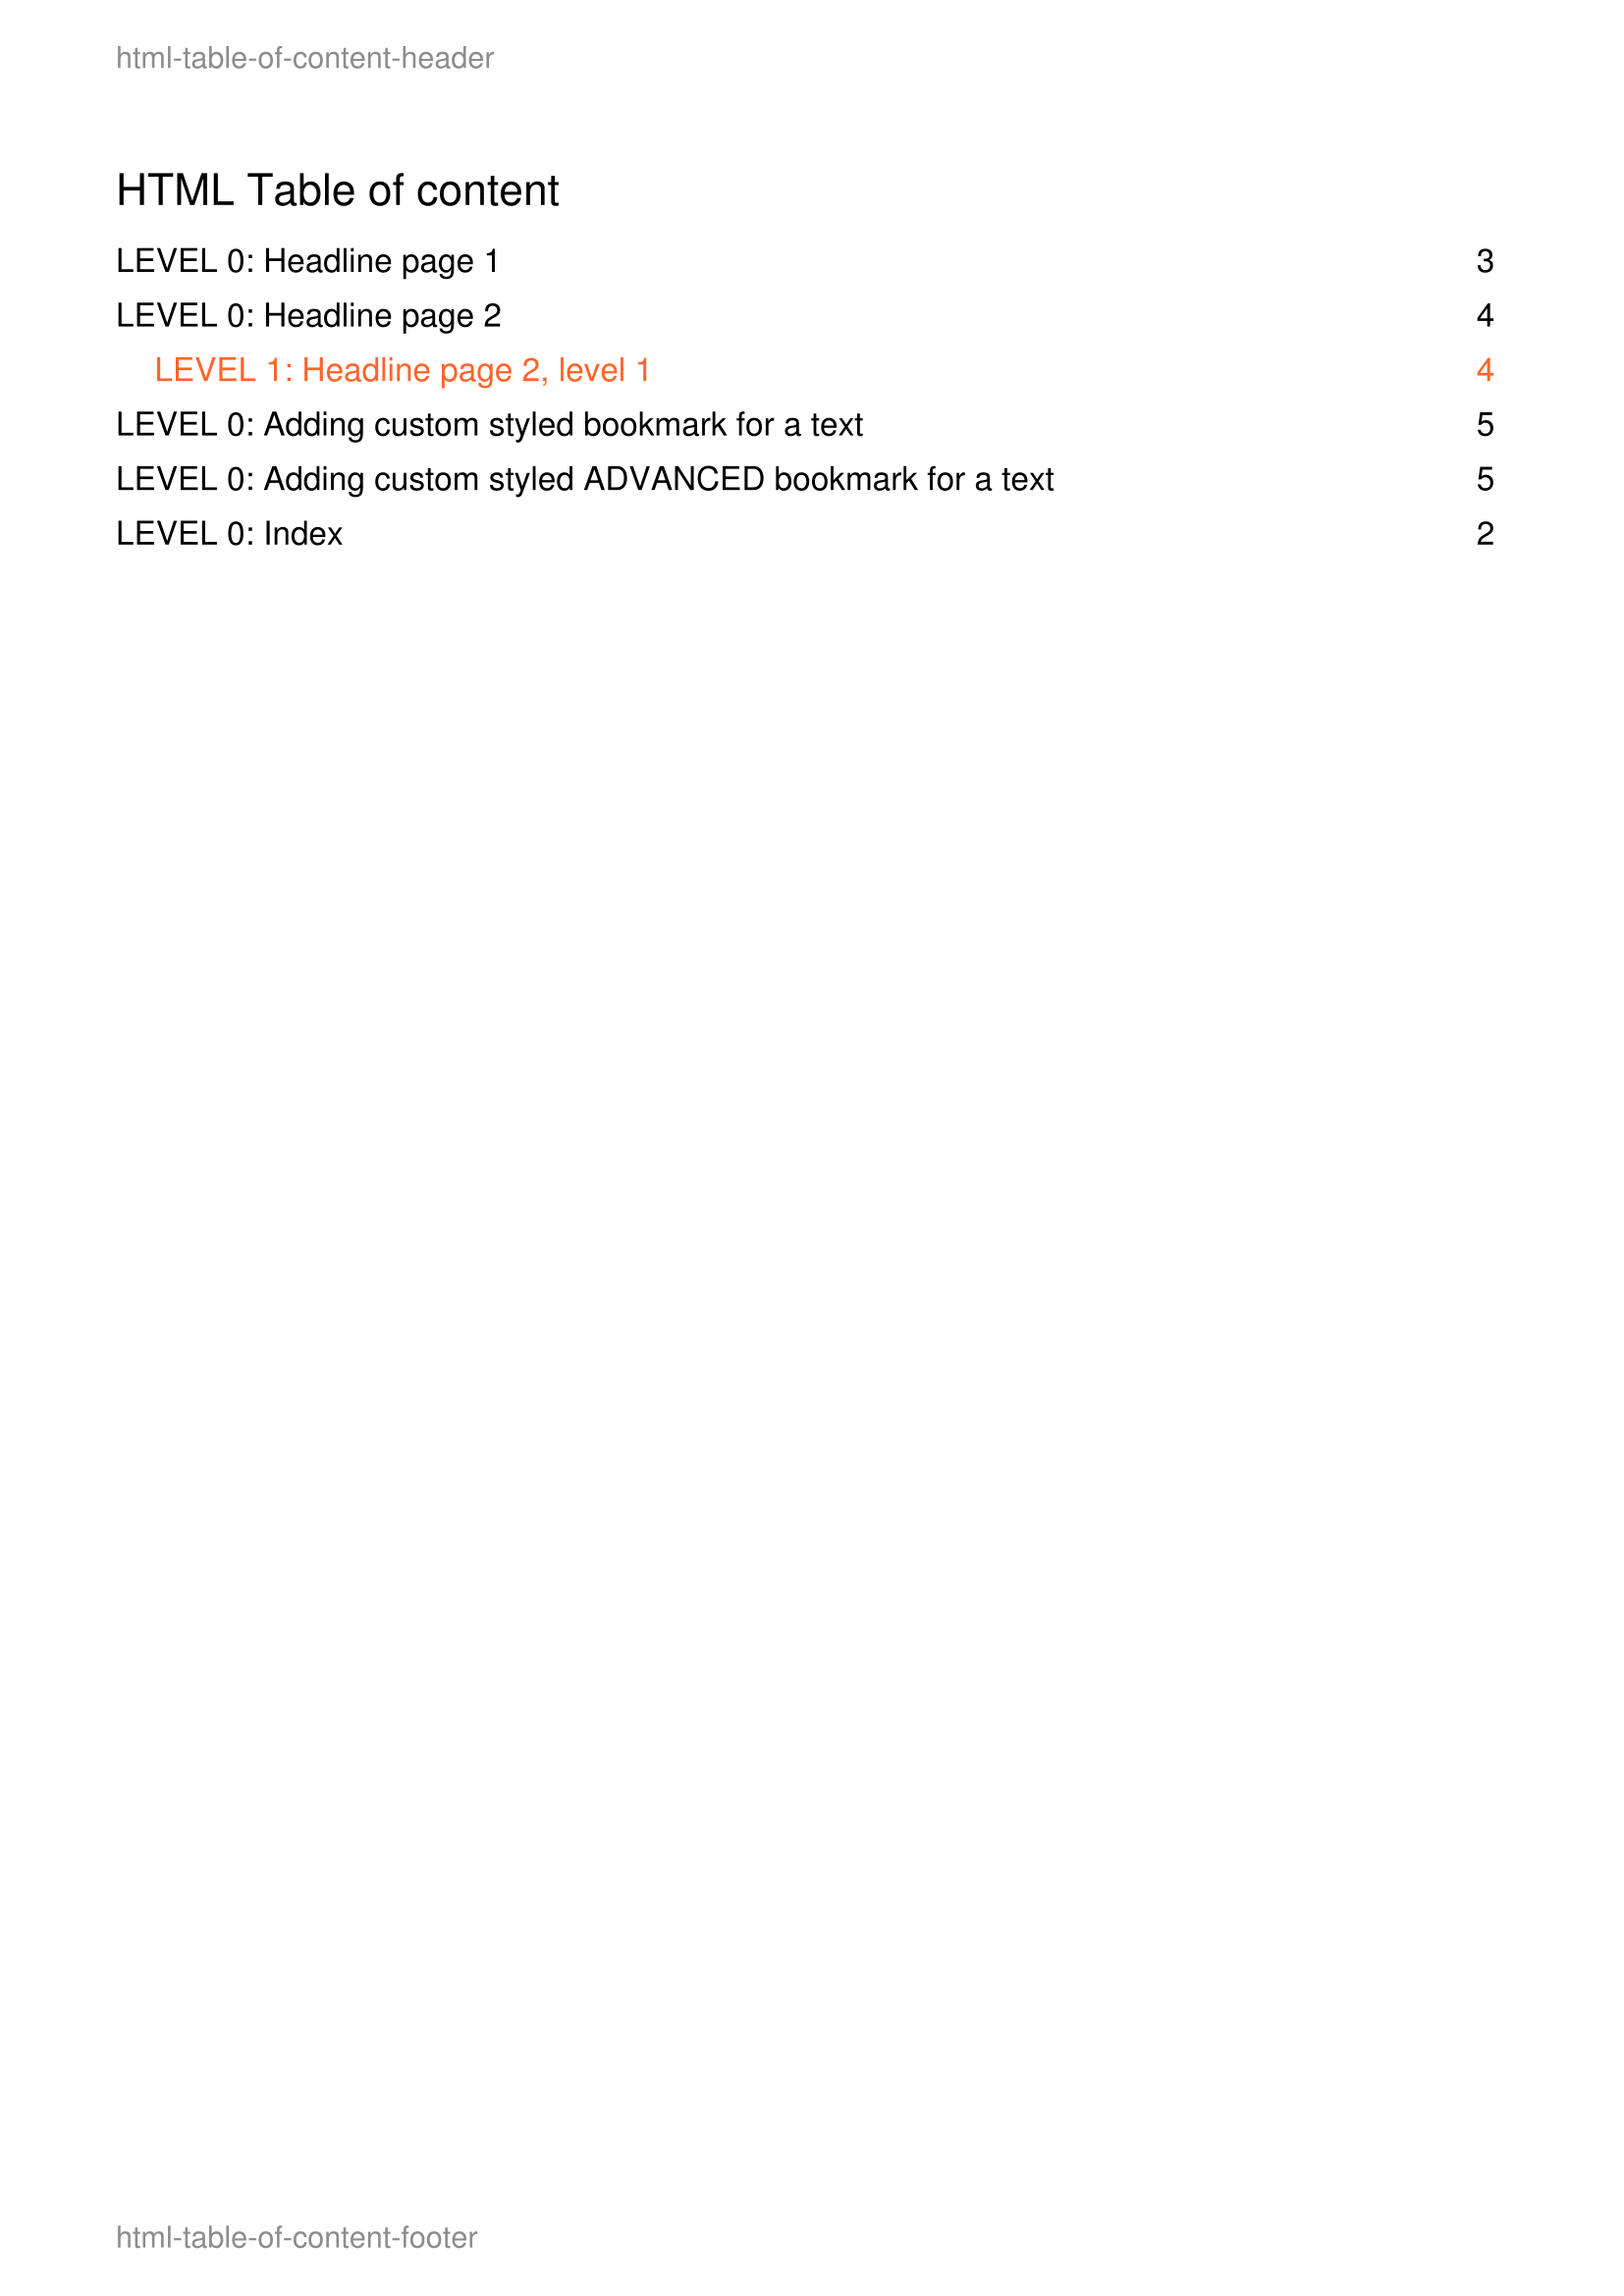 html-table-of-content-header
HTML Table of content
LEVEL 0: Headline page 1 3
LEVEL 0: Headline page 2 4
LEVEL 1: Headline page 2, level 1 4
LEVEL 0: Adding custom styled bookmark for a text 5
LEVEL 0: Adding custom styled ADVANCED bookmark for a text 5
LEVEL 0: Index 2
html-table-of-content-footer